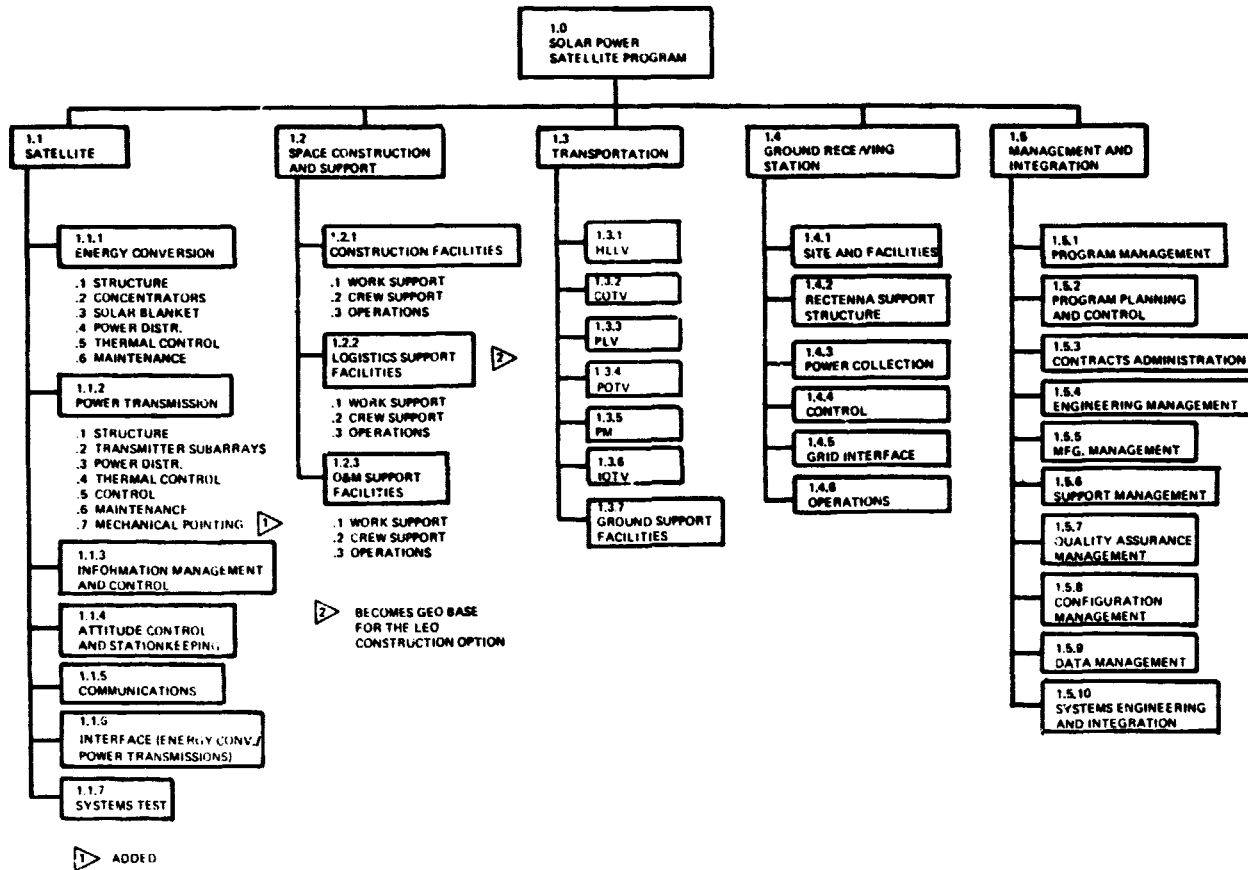 1.0
SOLAR POWER
SATELLITE PROGRAM
1.1
SATELLITE
1.1.1
ENERGY CONVERSION
.1 STRUCTURE
.2 CONCENTRATORS
.3 SOLAR BLANKET
.4 POWER DISTR.
.5 THERMAL CONTROL
.6 MAINTENANCE
1.1.2
POWER TRANSMISSION
.1 STRUCTURE
.2 TRANSMITTER SUBARRAYS
.3 POWER DISTR.
.4 THERMAL CONTROL
.5 CONTROL
.6 MAINTENANCE
.7 MECHANICAL POINTING 1
1.1.3
INFORMATION MANAGEMENT
AND CONTROL
1.1.4
ATTITUDE CONTROL
AND STATIONKEEPING
1.1.5
COMMUNICATIONS
1.1.6
INTERFACE (ENERGY CONV./
POWER TRANSMISSIONS)
1.1.7
SYSTEMS TEST
1 ADDED
1.2
SPACE CONSTRUCTION
AND SUPPORT
1.2.1
CONSTRUCTION FACILITIES
.1 WORK SUPPORT
.2 CREW SUPPORT
.3 OPERATIONS
1.2.2
LOGISTICS SUPPORT
FACILITIES
2
.1 WORK SUPPORT
.2 CREW SUPPORT
.3 OPERATIONS
1.2.3
O&M SUPPORT
FACILITIES
.1 WORK SUPPORT
.2 CREW SUPPORT
.3 OPERATIONS
2 BECOMES GEO BASE
FOR THE LEO
CONSTRUCTION OPTION
1.3
TRANSPORTATION
1.3.1
HLLV
1.3.2
COTV
1.3.3
PLV
1.3.4
POTV
1.3.5
PM
1.3.6
IOTV
1.3.7
GROUND SUPPORT
FACILITIES
1.4
GROUND RECEIVING
STATION
1.4.1
SITE AND FACILITIES
1.4.2
RECTENNA SUPPORT
STRUCTURE
1.4.3
POWER COLLECTION
1.4.4
CONTROL
1.4.5
GRID INTERFACE
1.4.6
OPERATIONS
1.5
MANAGEMENT AND
INTEGRATION
1.5.1
PROGRAM MANAGEMENT
1.5.2
PROGRAM PLANNING
AND CONTROL
1.5.3
CONTRACTS ADMINISTRATION
1.5.4
ENGINEERING MANAGEMENT
1.5.5
MFG. MANAGEMENT
1.5.6
SUPPORT MANAGEMENT
1.5.7
QUALITY ASSURANCE
MANAGEMENT
1.5.8
CONFIGURATION
MANAGEMENT
1.5.9
DATA MANAGEMENT
1.5.10
SYSTEMS ENGINEERING
AND INTEGRATION